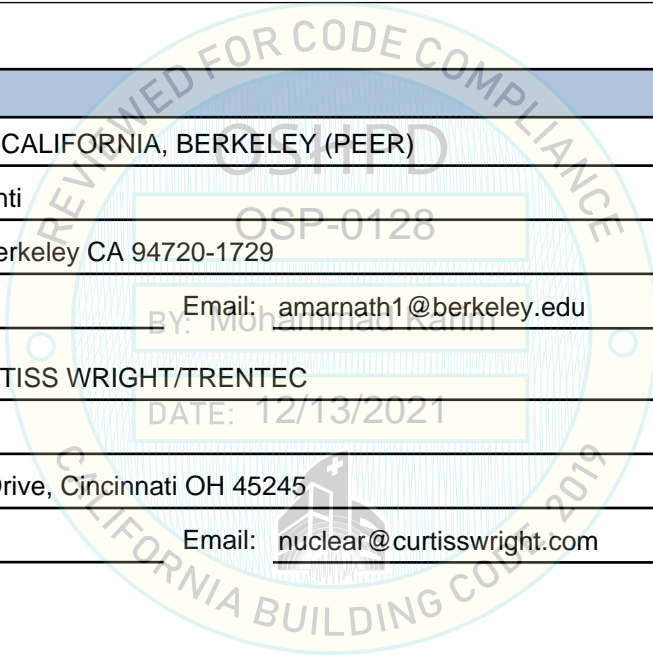 REVIEWED FOR CODE COMPLIANCE
CALIFORNIA, BERKELEY (PEER)
OSHPD
nti
OSP-0128
erkeley CA 94720-1729
Email: amarnath1@berkeley.edu
BY: Mohammad Karim
TISS WRIGHT/TRENTEC
DATE: 12/13/2021
Drive, Cincinnati OH 45245
Email: nuclear@curtisswright.com
CALIFORNIA BUILDING CODE, 2019